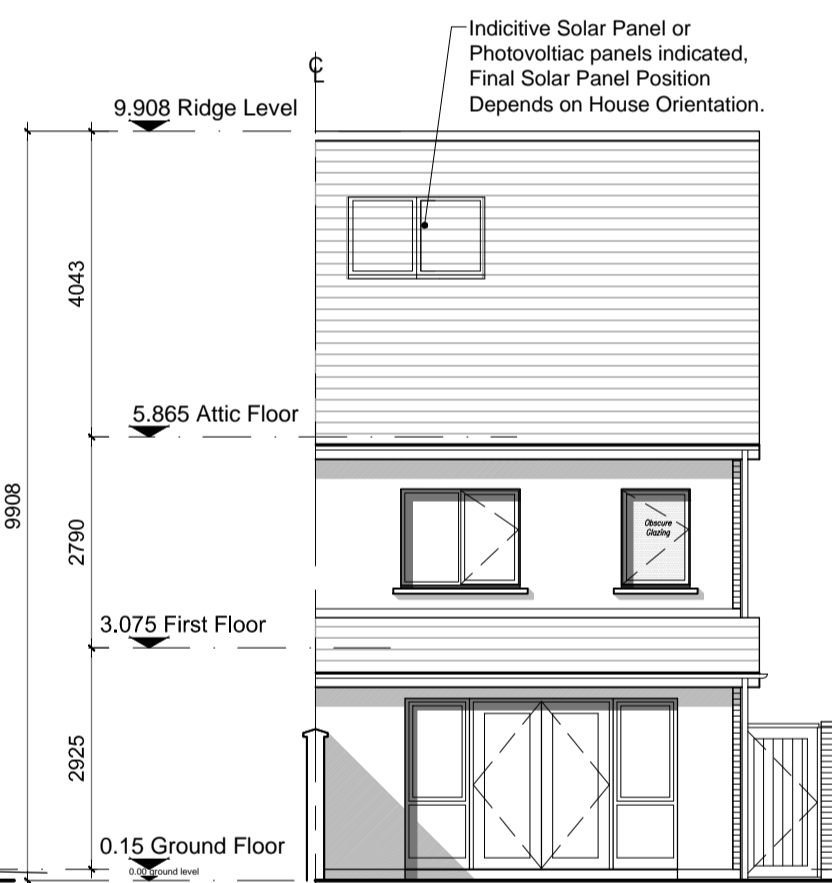 Indicitive Solar Panel or
Photovoltiac panels indicated,
Final Solar Panel Position
Depends on House Orientation.
℄
9.908 Ridge Level
4043
5.865 Attic Floor
9908
2790
Obscure
Glazing
3.075 First Floor
2925
0.15 Ground Floor
0.00 ground level